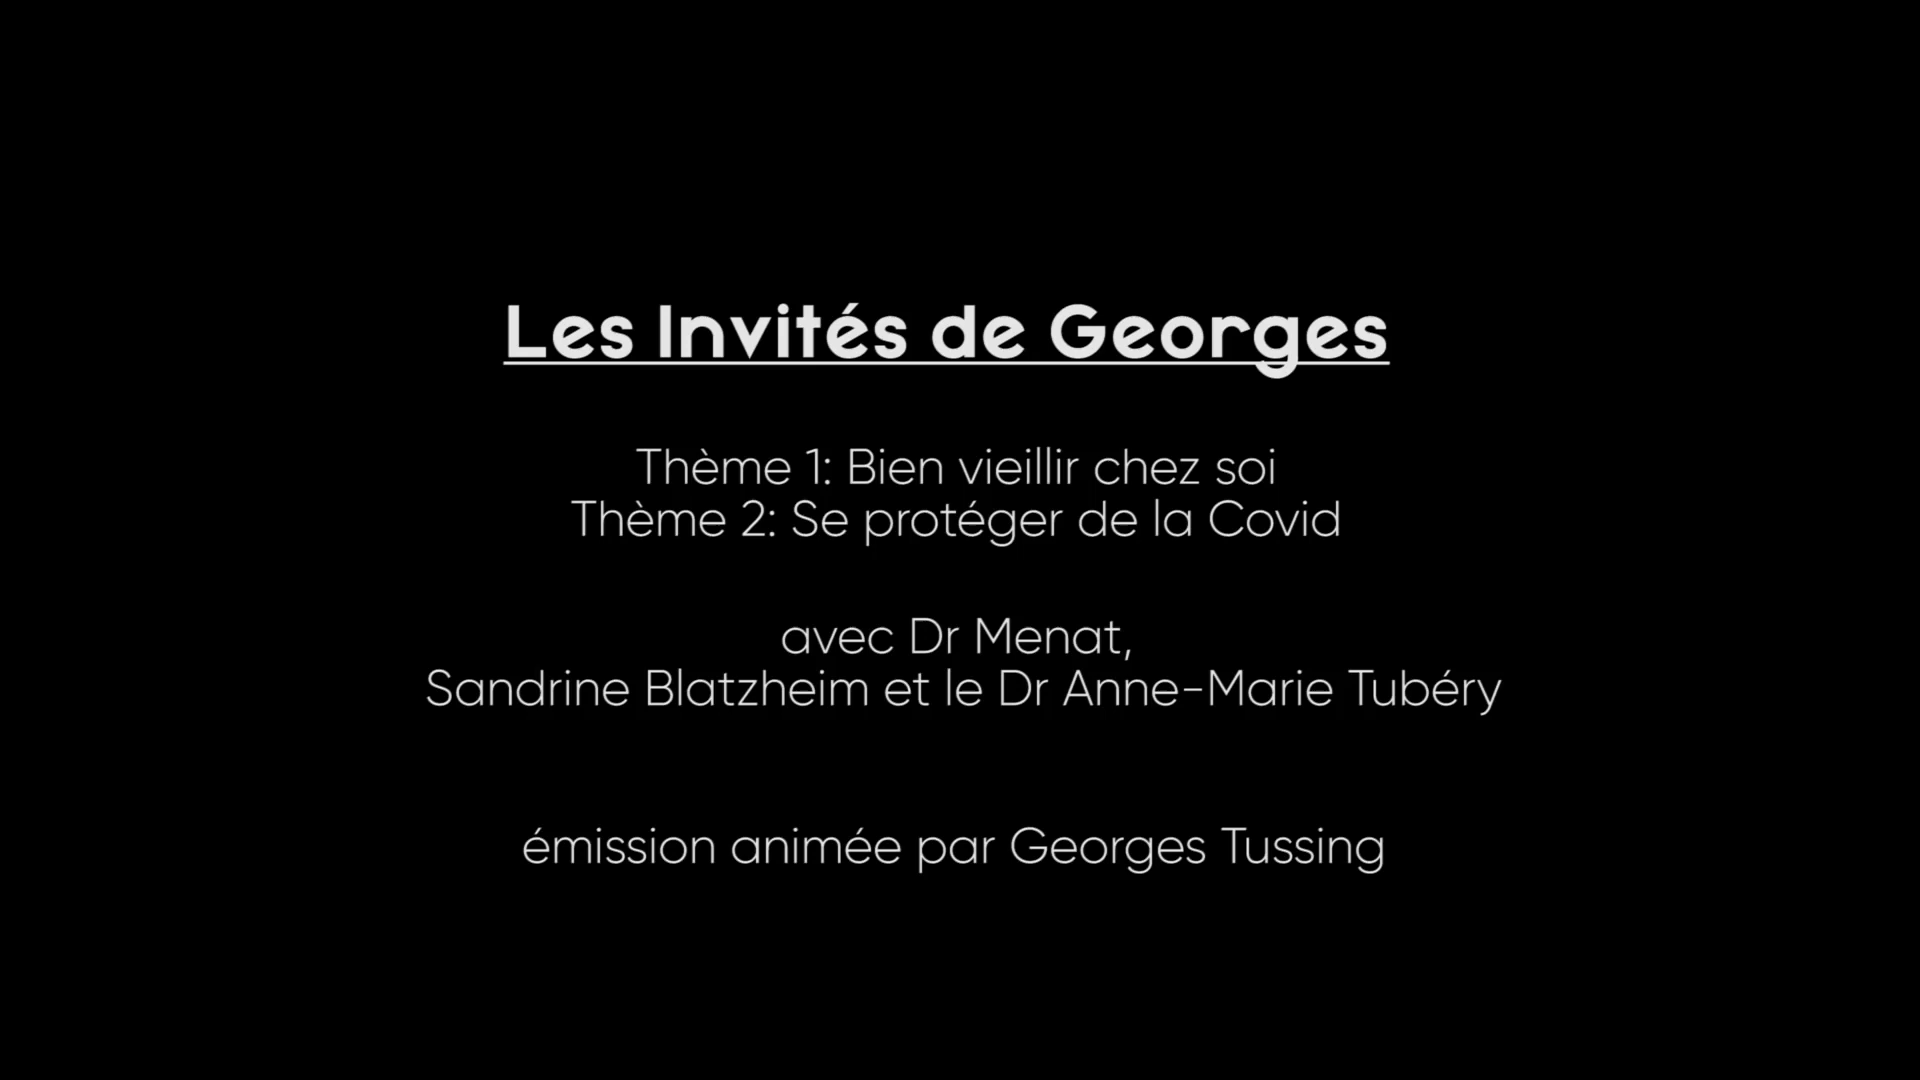 Les Invités de Georges
Thème 1: Bien vieillir chez soi
Thème 2: Se protéger de la Covid
avec Dr Menat,
Sandrine Blatzheim et le Dr Anne-Marie Tubéry
émission animée par Georges Tussing